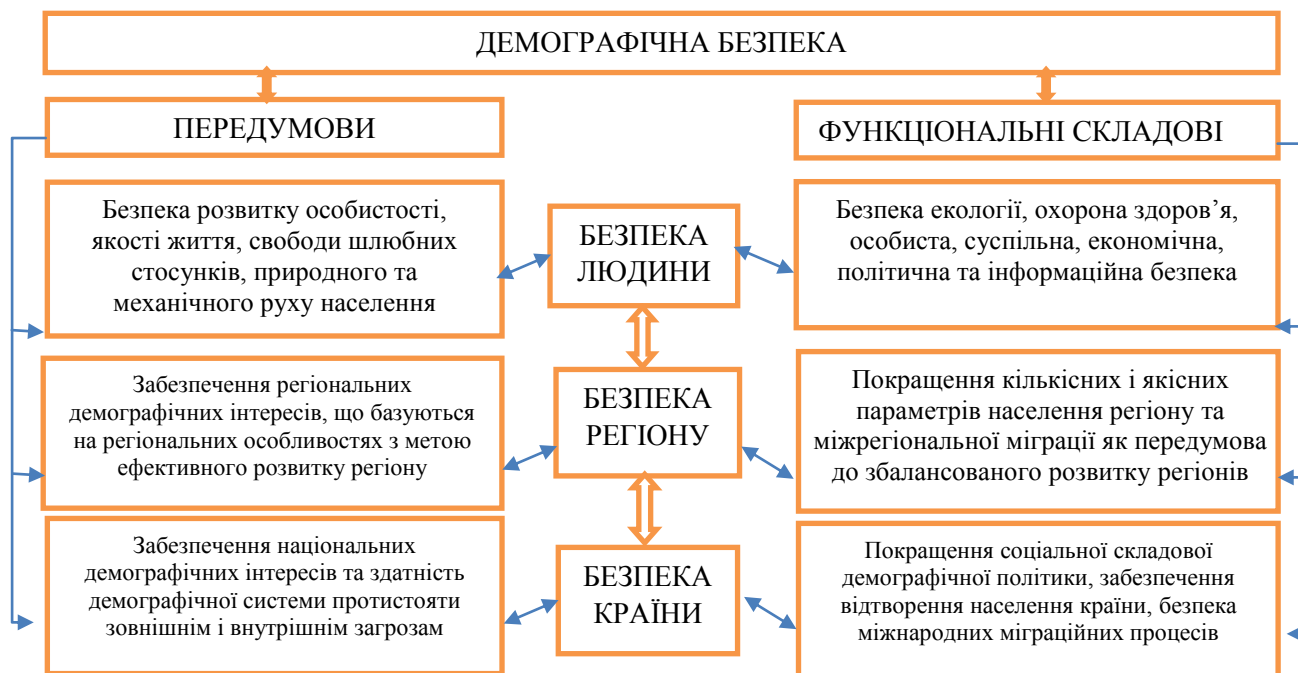 ДЕМОГРАФІЧНА БЕЗПЕКА
ПЕРЕДУМОВИ
ФУНКЦІОНАЛЬНІ СКЛАДОВІ
Безпека розвитку особистості,
якості життя, свободи шлюбних
стосунків, природного та
механічного руху населення
БЕЗПЕКА
ЛЮДИНИ
Безпека екології, охорона здоров’я,
особиста, суспільна, економічна,
політична та інформаційна безпека
Забезпечення регіональних
демографічних інтересів, що базуються
на регіональних особливостях з метою
ефективного розвитку регіону
БЕЗПЕКА
РЕГІОНУ
Покращення кількісних і якісних
параметрів населення регіону та
міжрегіональної міграції як передумова
до збалансованого розвитку регіонів
Забезпечення національних
демографічних інтересів та здатність
демографічної системи протистояти
зовнішнім і внутрішнім загрозам
БЕЗПЕКА
КРАЇНИ
Покращення соціальної складової
демографічної політики, забезпечення
відтворення населення країни, безпека
міжнародних міграційних процесів